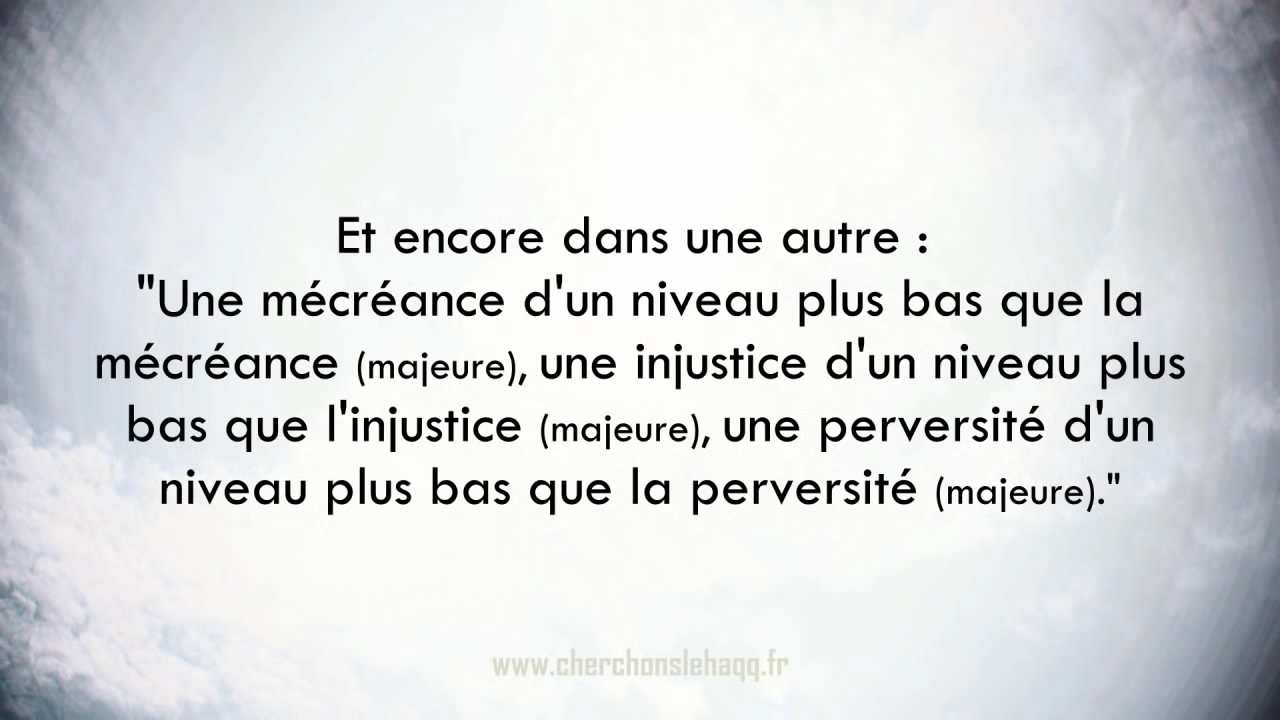 Et encore dans une autre :
"Une mécréance d'un niveau plus bas que la
mécréance (majeure), une injustice d'un niveau plus
bas que l'injustice (majeure), une perversité d'un
niveau plus bas que la perversité (majeure)."
www.cherchonslehaqq.fr